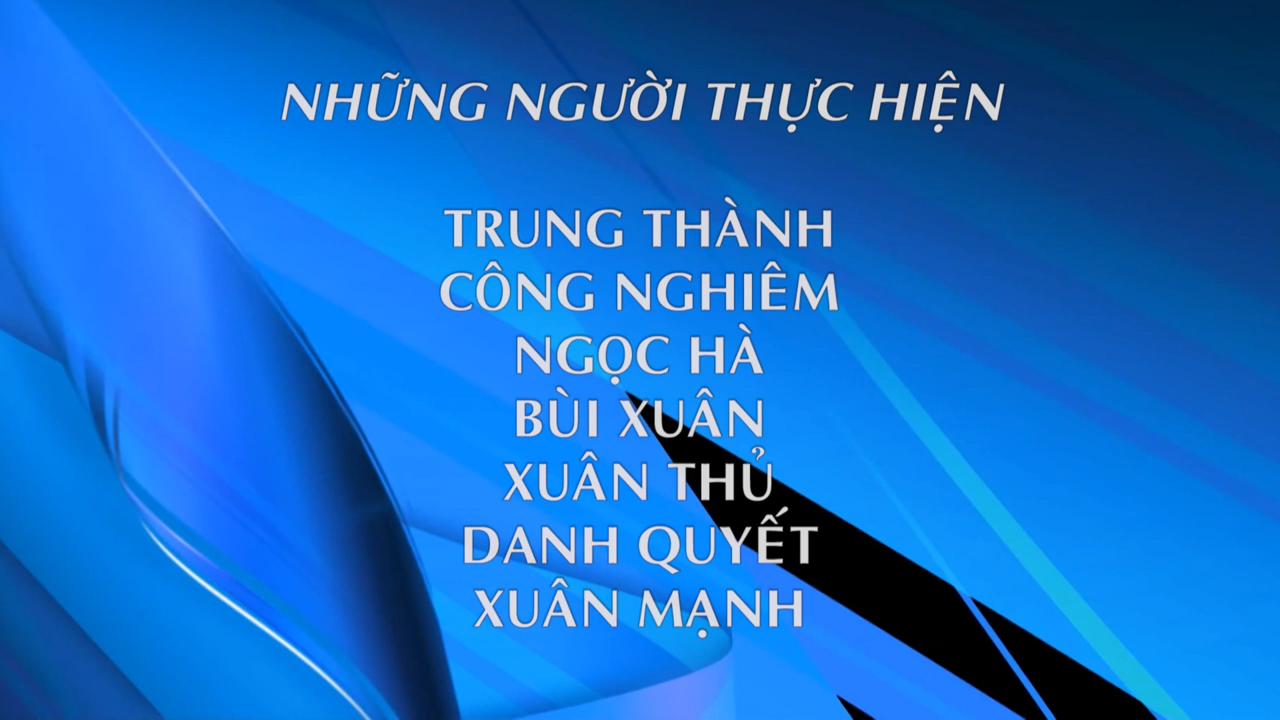 NHỮNG NGƯỜI THỰC HIỆN
TRUNG THÀNH
CÔNG NGHIÊM
NGỌC HÀ
BÙI XUÂN
XUÂN THỦ
DANH QUYẾT
XUÂN MẠNH